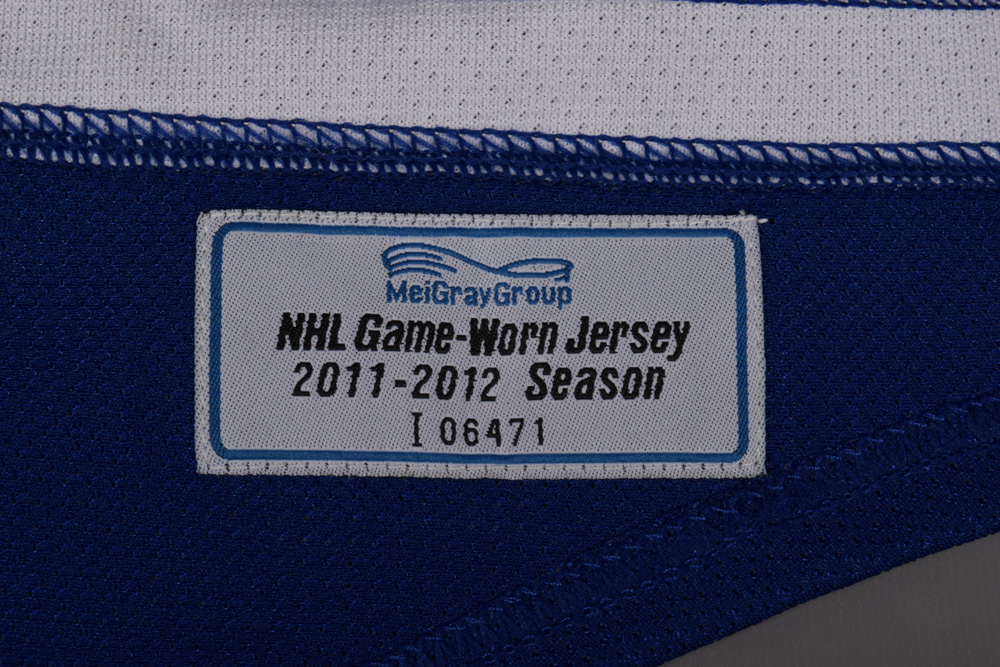 MeiGrayGroup
NHL Game-Worn Jersey
2011-2012 Season
I 06471